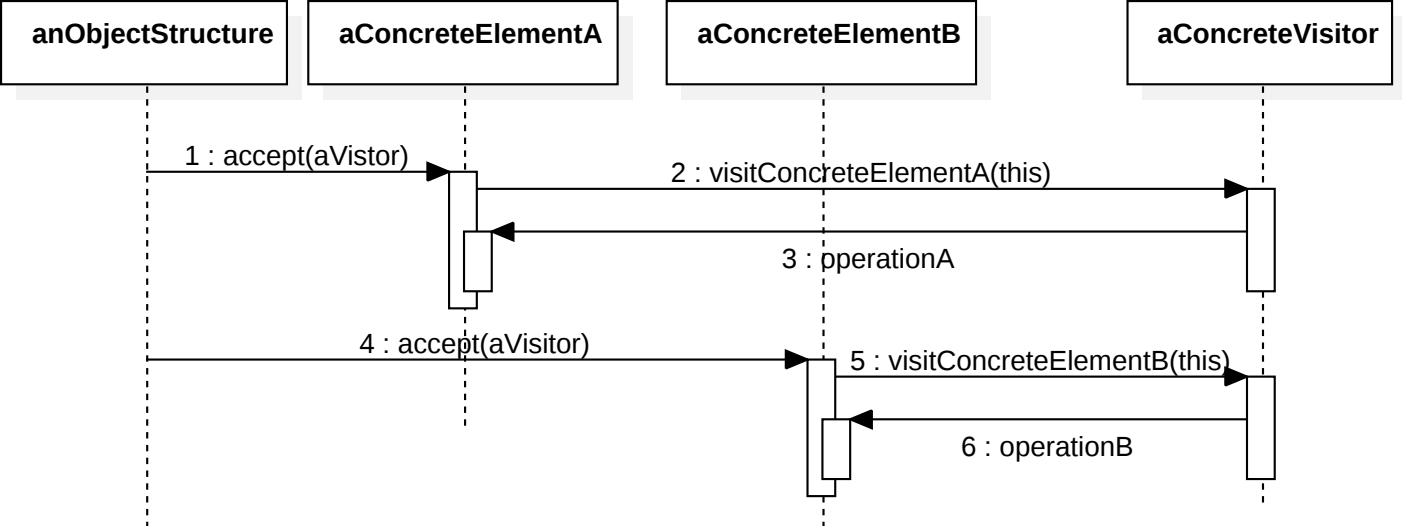 anObjectStructure
aConcreteElementA
aConcreteElementB
aConcreteVisitor
1 : accept(aVistor)
2 : visitConcreteElementA(this)
3 : operationA
4 : accept(aVisitor)
5 : visitConcreteElementB(this)
6 : operationB